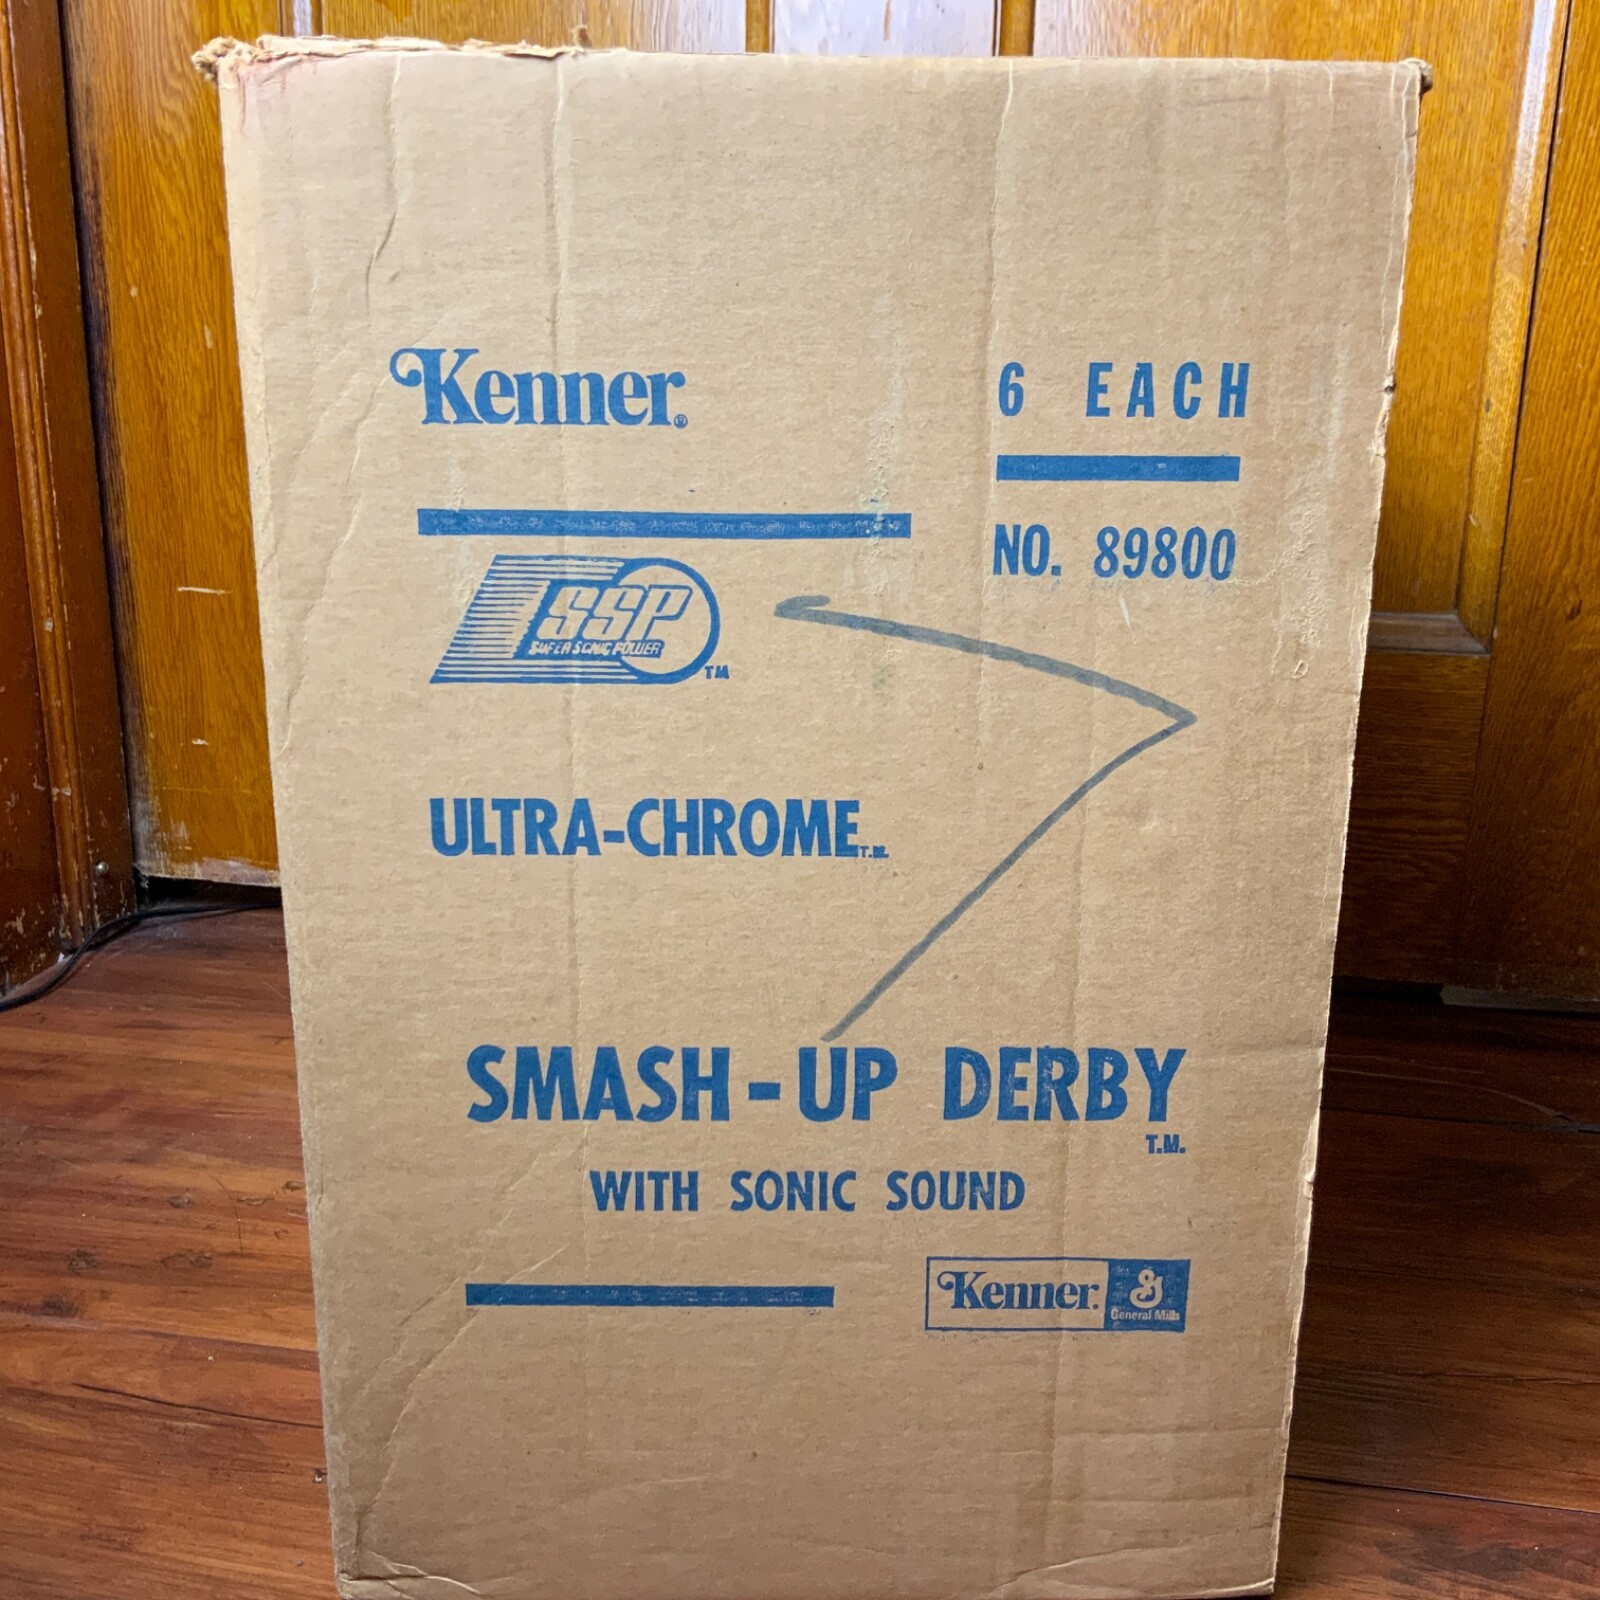 Kenner®
6 EACH
NO. 89800
SSP
SUPER SONIC POWER
TM
ULTRA-CHROME T.M.
SMASH-UP DERBY
T.M.
WITH SONIC SOUND
Kenner.
General Mills